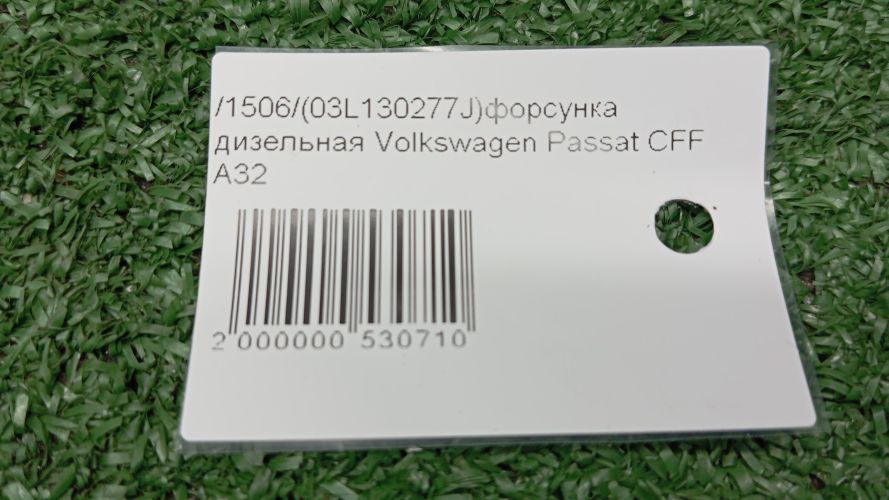 /1506/(03L130277J)форсунка
дизельная Volkswagen Passat CFF
A32
2 000000 530710